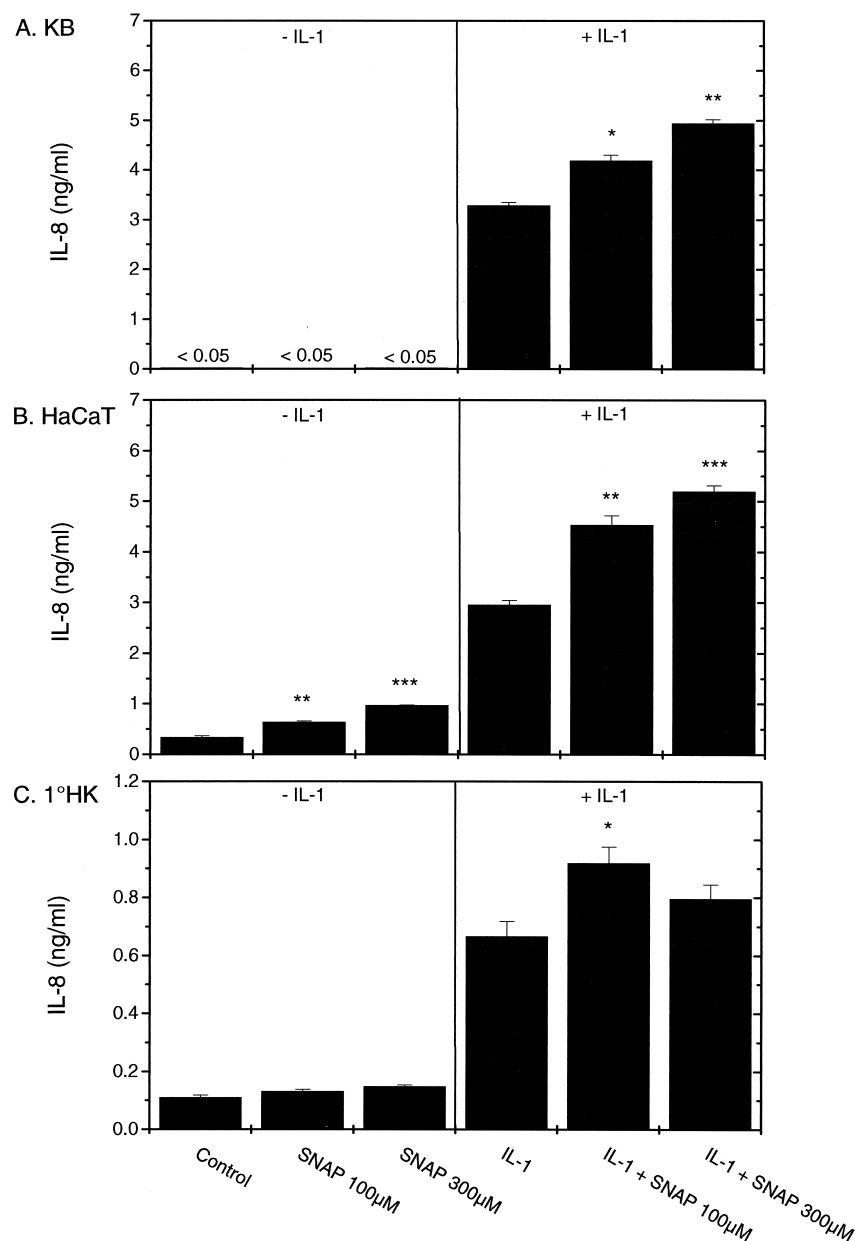 A. KB
- IL-1
+ IL-1
IL-8 (ng/ml)
7
6
5
4
3
2
1
0
< 0.05
< 0.05
< 0.05
*
**
B. HaCaT
- IL-1
+ IL-1
IL-8 (ng/ml)
7
6
5
4
3
2
1
0
**
***
**
***
C. 1°HK
- IL-1
+ IL-1
IL-8 (ng/ml)
1.2
1.0
0.8
0.6
0.4
0.2
0.0
*
Control
SNAP 100µM
SNAP 300µM
IL-1
IL-1 + SNAP 100µM
IL-1 + SNAP 300µM